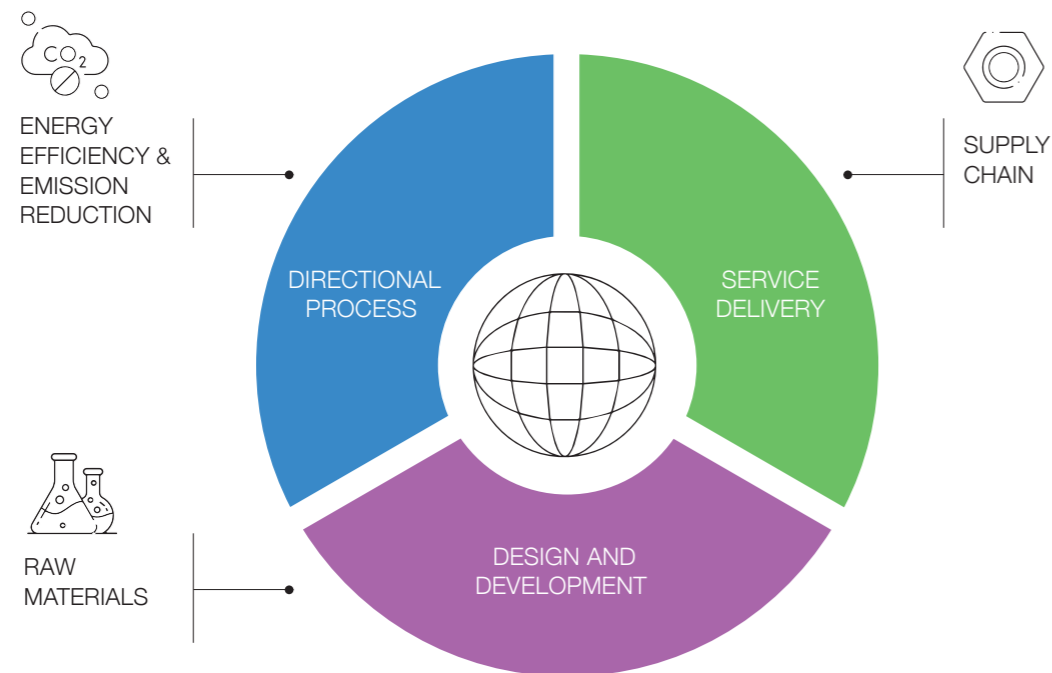 CO2
ENERGY
EFFICIENCY &
EMISSION
REDUCTION
SUPPLY
CHAIN
DIRECTIONAL
PROCESS
SERVICE
DELIVERY
RAW
MATERIALS
DESIGN AND
DEVELOPMENT